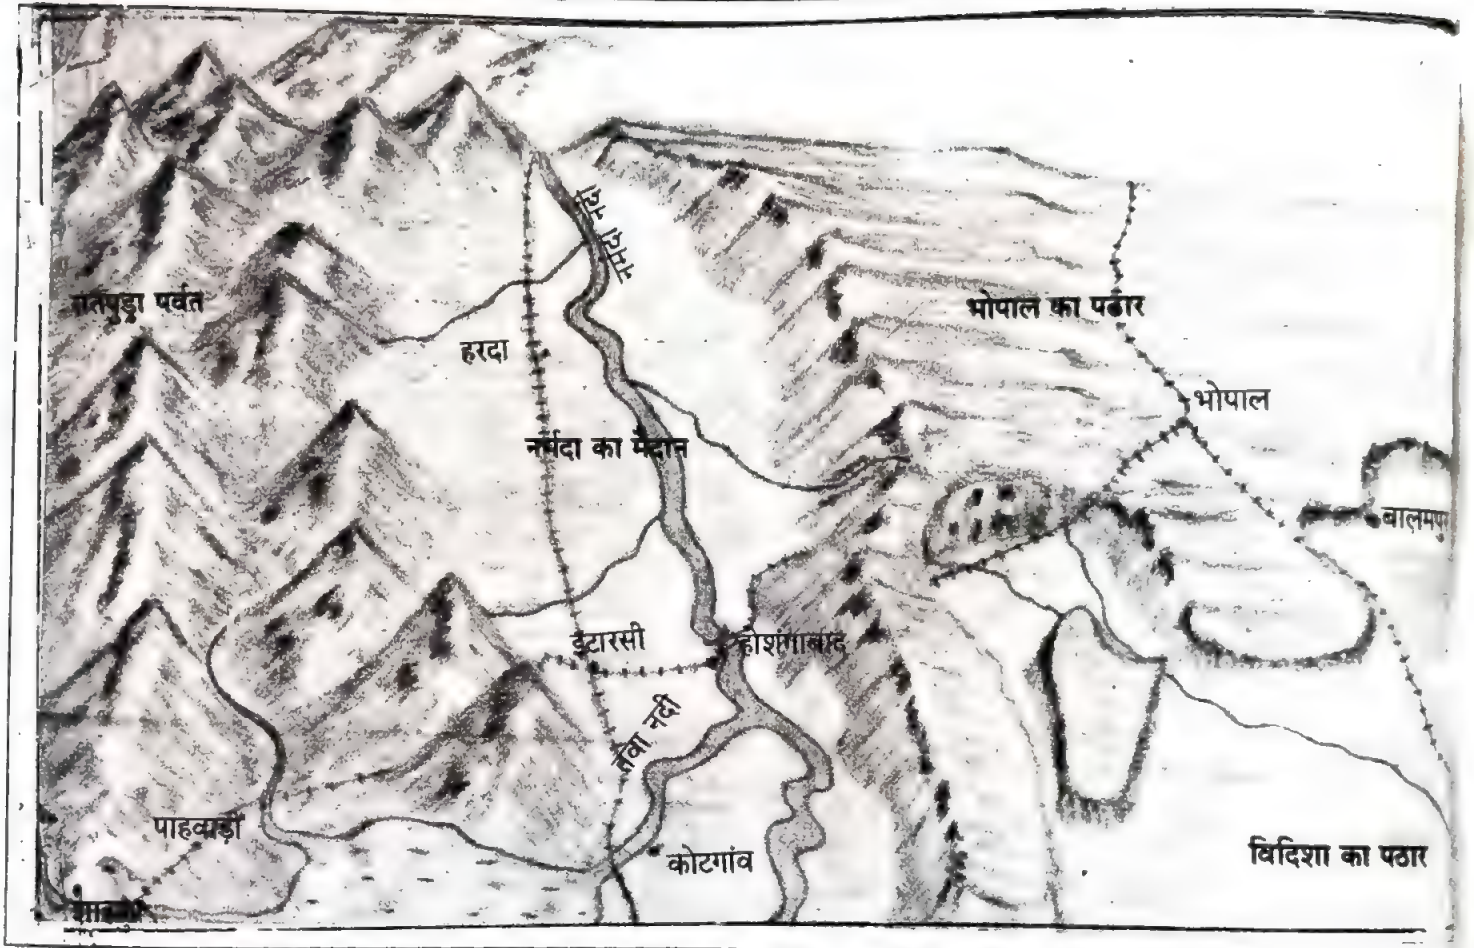 नर्मदा नदी
सतपुड़ा पर्वत
भोपाल का पठार
हरदा
भोपाल
नर्मदा का मैदान
इटारसी
होशंगाबाद
तवा नदी
पाहवाड़ी
कोटगांव
विदिशा का पठार